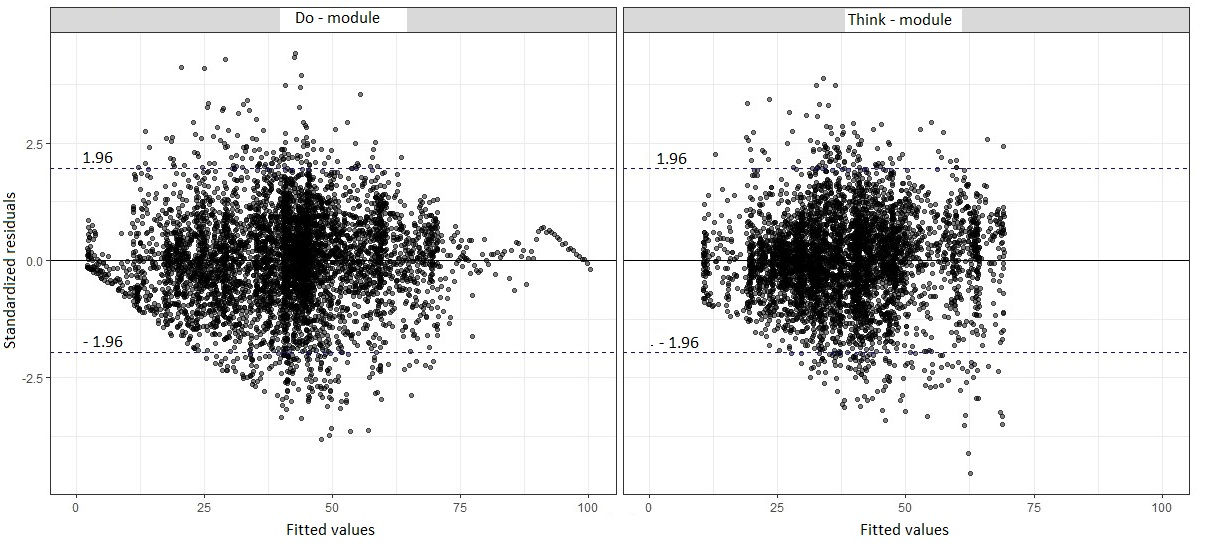 Do - module
Think - module
Standardized residuals
2.5
0.0
-2.5
1.96
- 1.96
1.96
. - 1.96
0 25 50 75 100
0 25 50 75 100
Fitted values
Fitted values